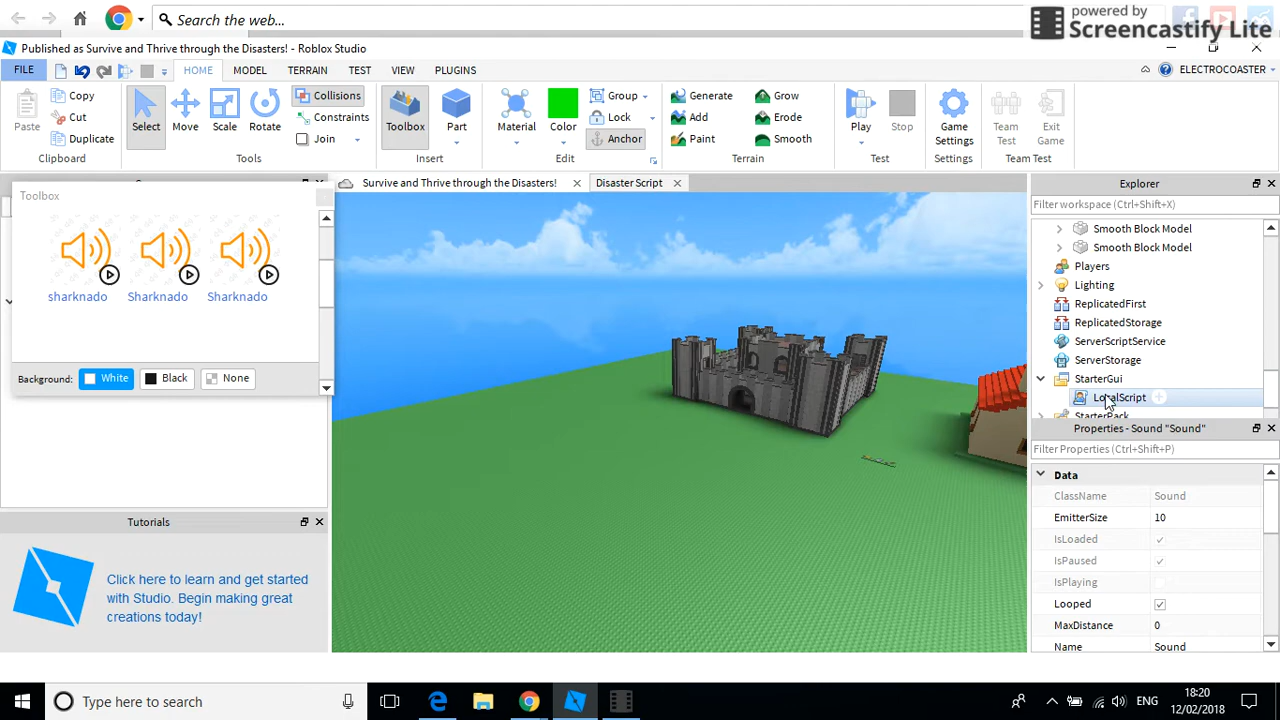 powered by
Screencastify Lite
Search the web...
Published as Survive and Thrive through the Disasters! - Roblox Studio
FILE
HOME
MODEL
TERRAIN
TEST
VIEW
PLUGINS
ELECTROCOASTER
Paste
Copy
Cut
Duplicate
Clipboard
Select
Move
Scale
Rotate
Collisions
Constraints
Join
Tools
Toolbox
Part
Insert
Material
Color
Group
Lock
Anchor
Edit
Generate
Add
Paint
Grow
Erode
Smooth
Terrain
Play
Stop
Test
Game
Settings
Settings
Team
Test
Exit
Game
Team Test
Toolbox
sharknado
Sharknado
Sharknado
Background:
White
Black
None
Tutorials
Click here to learn and get started
with Studio. Begin making great
creations today!
Survive and Thrive through the Disasters!
Disaster Script
Explorer
Filter workspace (Ctrl+Shift+X)
Smooth Block Model
Smooth Block Model
Players
Lighting
ReplicatedFirst
ReplicatedStorage
ServerScriptService
ServerStorage
StarterGui
LocalScript
StarterPack
Properties - Sound "Sound"
Filter Properties (Ctrl+Shift+P)
Data
ClassName Sound
EmitterSize 10
IsLoaded
IsPaused
IsPlaying
Looped
MaxDistance 0
Name Sound
Type here to search
ENG
18:20
12/02/2018